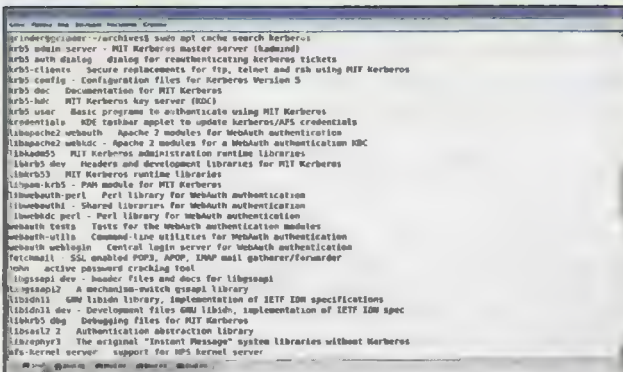 grinder@grinder:~/archives$ sudo apt cache search kerberos
krb5 admin server - MIT Kerberos master server (kadmind)
krb5 auth dialog   dialog for reauthenticating kerberos tickets
krb5-clients   Secure replacements for ftp, telnet and rsh using MIT Kerberos
krb5 config - Configuration files for Kerberos Version 5
krb5 doc   Documentation for MIT Kerberos
krb5-kdc   MIT Kerberos key server (KDC)
krb5 user   Basic programs to authenticate using MIT Kerberos
kredentials   KDE taskbar applet to update kerberos/AFS credentials
libapache2 webauth   Apache 2 modules for WebAuth authentication
libapache2 webkdc - Apache 2 modules for a WebAuth authentication KDC
libkadm55   MIT Kerberos administration runtime libraries
libkrb5 dev   Headers and development libraries for MIT Kerberos
libkrb53   MIT Kerberos runtime libraries
libpam-krb5 - PAM module for MIT Kerberos
libwebauth-perl   Perl library for WebAuth authentication
libwebauth1 - Shared libraries for WebAuth authentication
libwebkdc perl - Perl library for WebAuth authentication
webauth tests   Tests for the WebAuth authentication modules
webauth-utils   Command-line utilities for WebAuth authentication
webauth weblogin   Central login server for WebAuth authentication
fetchmail - SSL enabled POP3, APOP, IMAP mail gatherer/forwarder
john   active password cracking tool
libgssapi dev - header files and docs for libgssapi
libgssapi2   A mechanism-switch gssapi library
libidn11   GNU libidn library, implementation of IETF IDN specifications
libidn11 dev - Development files GNU libidn, implementation of IETF IDN spec
libkrb5 dbg   Debugging files for MIT Kerberos
libsasl2 2   Authentication abstraction library
libzephyr3   The original "Instant Message" system libraries without Kerberos
nfs-kernel server   support for NFS kernel server